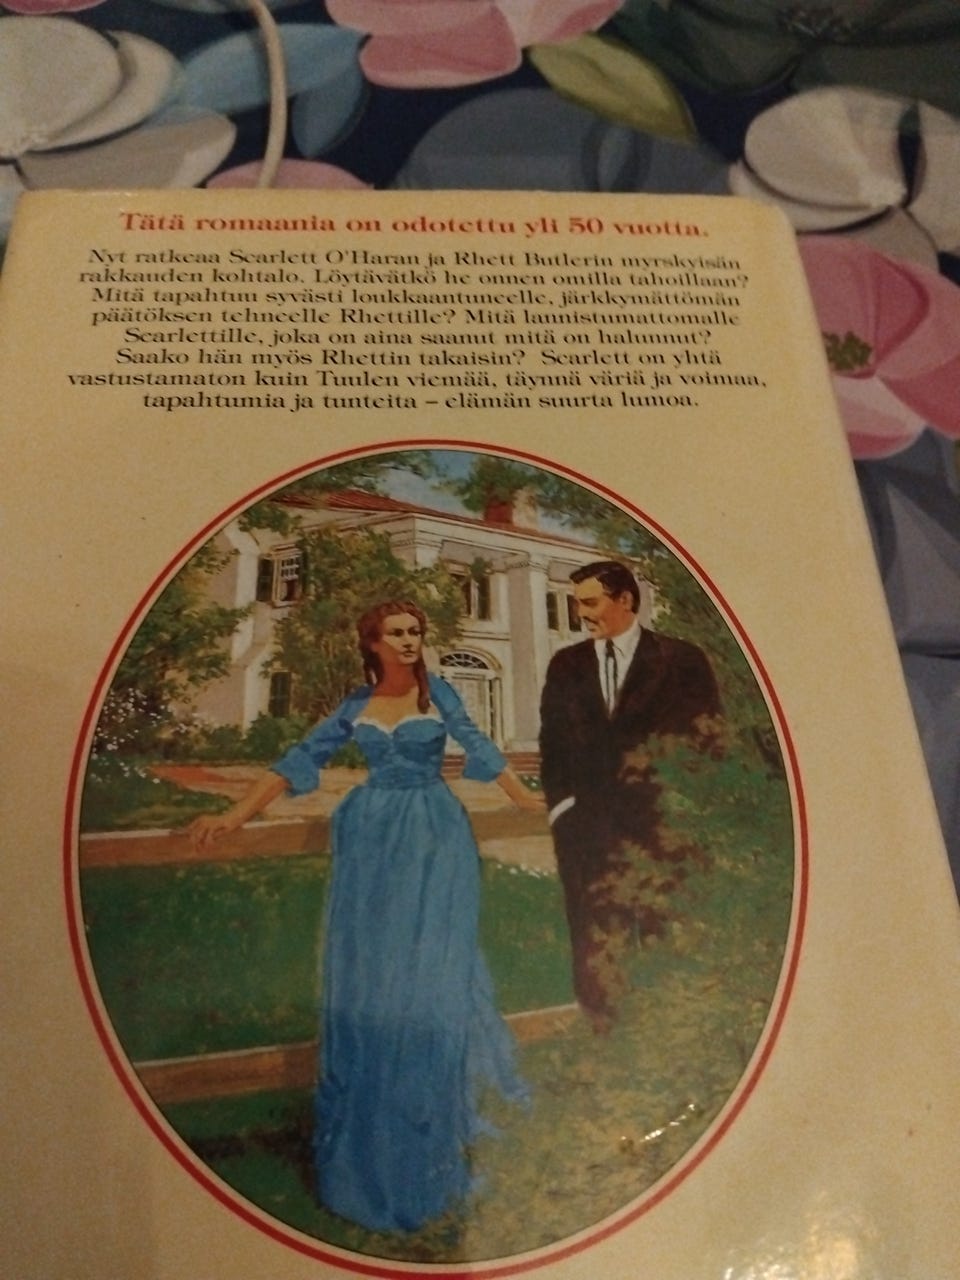 Tätä romaania on odotettu yli 50 vuotta.
Nyt ratkeaa Scarlett O'Haran ja Rhett Butlerin myrskyisän
rakkauden kohtalo. Löytävätkö he onnen omilla tahoillaan?
Mitä tapahtuu syvästi loukkaantuneelle, järkkymättömän
päätöksen tehneelle Rhettille? Mitä lannistumattomalle
Scarlettille, joka on aina saanut mitä on halunnut?
Saako hän myös Rhettin takaisin? Scarlett on yhtä
vastustamaton kuin Tuulen viemää, täynnä väriä ja voimaa,
tapahtumia ja tunteita – elämän suurta lumoa.